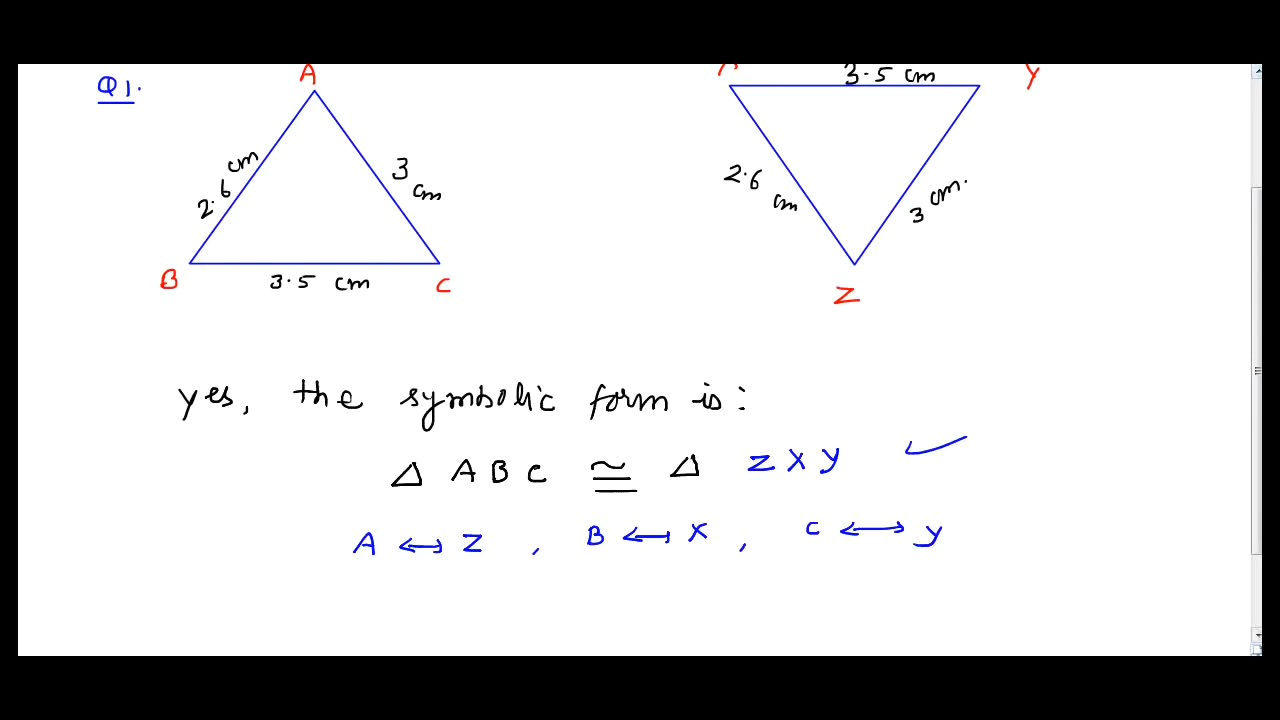 Q1.
A
3.5 cm
Y
2.6 cm
3 cm
2.6 cm
3 cm.
B
3.5 cm
C
Z
yes, the symbolic form is:
△ ABC ≅ △ ZXY ✓
A ↔ Z , B ↔ X , C ↔ Y